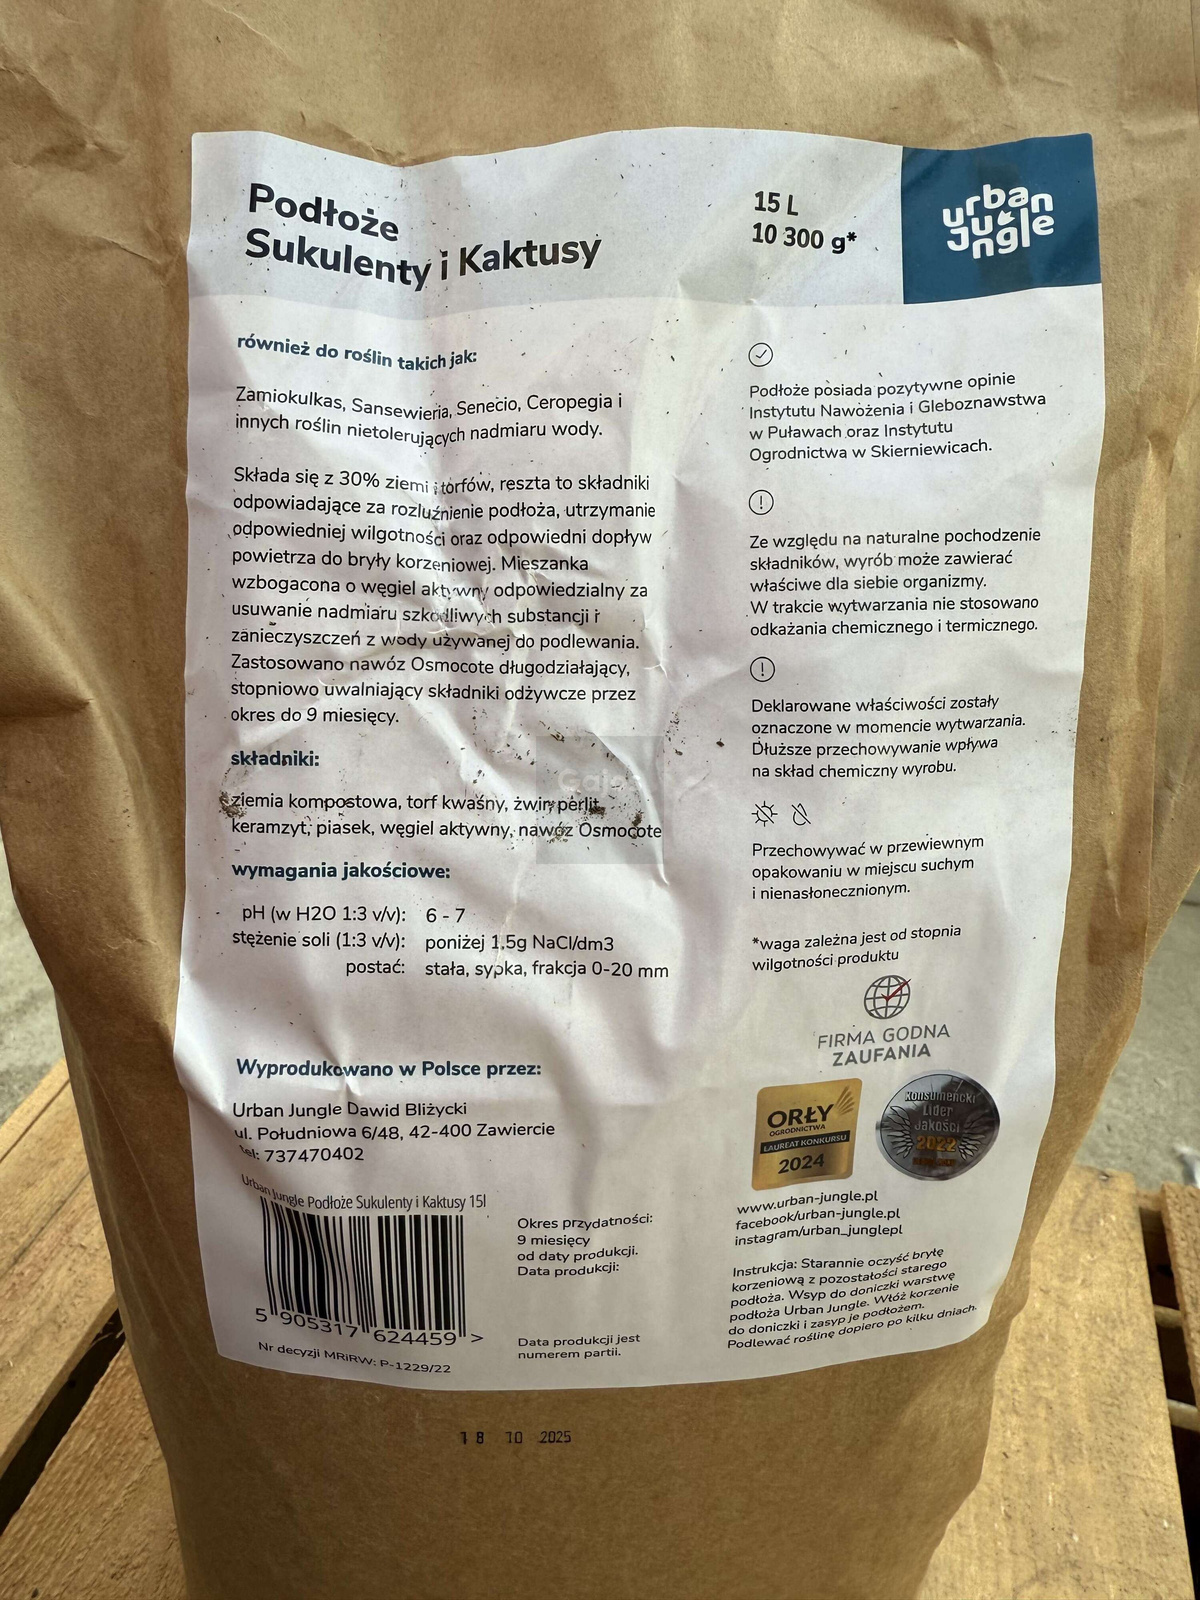 Podłoże
Sukulenty i Kaktusy
15 L
10 300 g*
urban
jungle
również do roślin takich jak:
Zamiokulkas, Sansewieria, Senecio, Ceropegia i
innych roślin nietolerujących nadmiaru wody.
Składa się z 30% ziemi i torfów, reszta to składniki
odpowiadające za rozluźnienie podłoża, utrzymanie
odpowiedniej wilgotności oraz odpowiedni dopływ
powietrza do bryły korzeniowej. Mieszanka
wzbogacona o węgiel aktywny odpowiedzialny za
usuwanie nadmiaru szkodliwych substancji i
zanieczyszczeń z wody używanej do podlewania.
Zastosowano nawóz Osmocote długodziałający,
stopniowo uwalniający składniki odżywcze przez
okres do 9 miesięcy.
składniki:
ziemia kompostowa, torf kwaśny, żwir, perlit,
keramzyt, piasek, węgiel aktywny, nawóz Osmocote
wymagania jakościowe:
pH (w H2O 1:3 v/v): 6 - 7
stężenie soli (1:3 v/v): poniżej 1,5g NaCl/dm3
postać: stała, sypka, frakcja 0-20 mm
Wyprodukowano w Polsce przez:
Urban Jungle Dawid Bliżycki
ul. Południowa 6/48, 42-400 Zawiercie
tel: 737470402
Urban Jungle Podłoże Sukulenty i Kaktusy 15l
5 905317 624459 >
Nr decyzji MRiRW: P-1229/22
Okres przydatności:
9 miesięcy
od daty produkcji.
Data produkcji:
Data produkcji jest
numerem partii.
Podłoże posiada pozytywne opinie
Instytutu Nawożenia i Gleboznawstwa
w Puławach oraz Instytutu
Ogrodnictwa w Skierniewicach.
Ze względu na naturalne pochodzenie
składników, wyrób może zawierać
właściwe dla siebie organizmy.
W trakcie wytwarzania nie stosowano
odkażania chemicznego i termicznego.
Deklarowane właściwości zostały
oznaczone w momencie wytwarzania.
Dłuższe przechowywanie wpływa
na skład chemiczny wyrobu.
Przechowywać w przewiewnym
opakowaniu w miejscu suchym
i nienasłonecznionym.
*waga zależna jest od stopnia
wilgotności produktu
FIRMA GODNA
ZAUFANIA
ORŁY
OGRODNICTWA
LAUREAT KONKURSU
2024
Konsumencki
Lider
Jakości
2022
www.urban-jungle.pl
facebook/urban-jungle.pl
instagram/urban_junglepl
Instrukcja: Starannie oczyść bryłę
korzeniową z pozostałości starego
podłoża. Wsyp do doniczki warstwę
podłoża Urban Jungle. Włóż korzenie
do doniczki i zasyp je podłożem.
Podlewać roślinę dopiero po kilku dniach.
18 10 2025